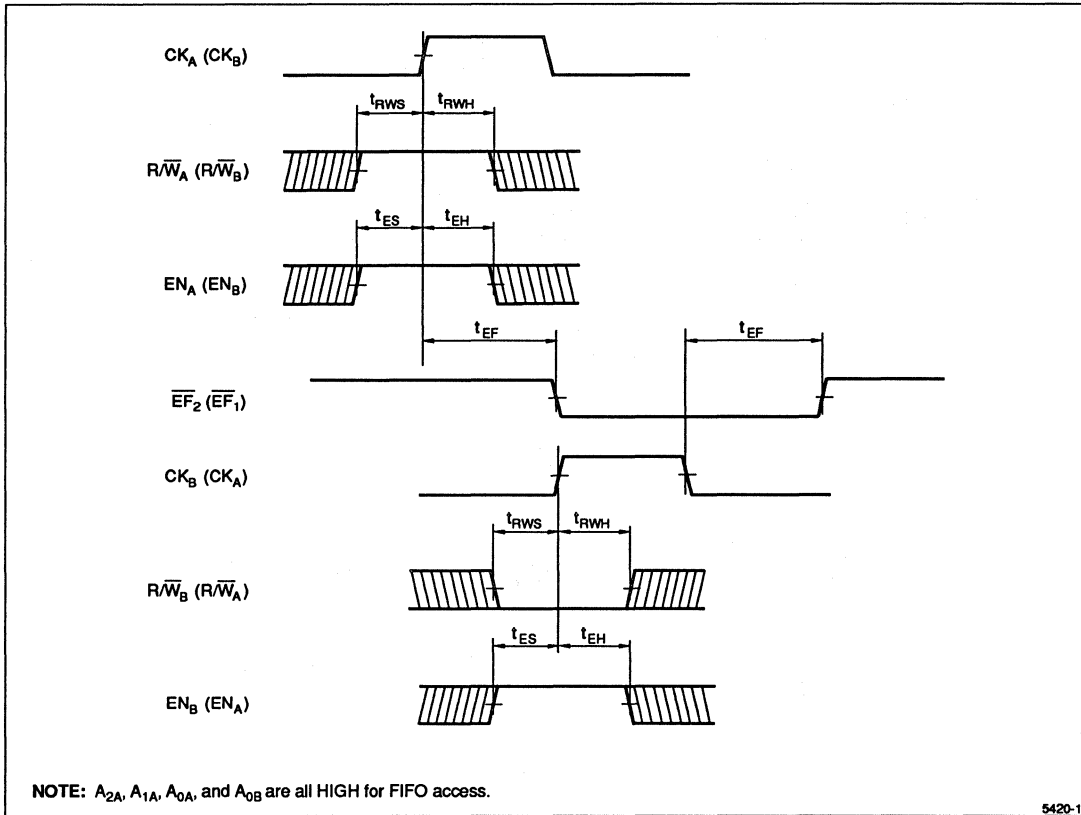 CK_A (CK_B)
t_RWS t_RWH
R/W̅_A (R/W̅_B)
t_ES t_EH
EN_A (EN_B)
t_EF t_EF
E̅F̅_2 (E̅F̅_1)
CK_B (CK_A)
t_RWS t_RWH
R/W̅_B (R/W̅_A)
t_ES t_EH
EN_B (EN_A)
NOTE: A_2A, A_1A, A_0A, and A_0B are all HIGH for FIFO access.
5420-1